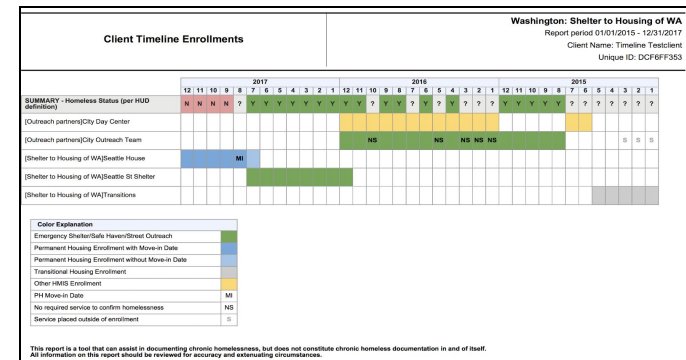 Client Timeline Enrollments
Washington: Shelter to Housing of WA
Report period 01/01/2015 - 12/31/2017
Client Name: Timeline Testclient
Unique ID: DCF6FF353
2017 2016 2015
12 11 10 9 8 7 6 5 4 3 2 1 12 11 10 9 8 7 6 5 4 3 2 1 12 11 10 9 8 7 6 5 4 3 2 1
SUMMARY - Homeless Status (per HUD definition) N N N N ? Y Y Y Y Y Y Y Y Y ? Y Y ? Y ? Y ? ? ? Y Y Y Y Y ? ? ? ? ? ? ?
[Outreach partners]City Day Center
[Outreach partners]City Outreach Team NS NS NS NS NS S S S
[Shelter to Housing of WA]Seattle House MI
[Shelter to Housing of WA]Seattle St Shelter
[Shelter to Housing of WA]Transitions
Color Explanation
Emergency Shelter/Safe Haven/Street Outreach
Permanent Housing Enrollment with Move-in Date
Permanent Housing Enrollment without Move-in Date
Transitional Housing Enrollment
Other HMIS Enrollment
PH Move-in Date MI
No required service to confirm homelessness NS
Service placed outside of enrollment S
This report is a tool that can assist in documenting chronic homelessness, but does not constitute chronic homeless documentation in and of itself.
All information on this report should be reviewed for accuracy and extenuating circumstances.